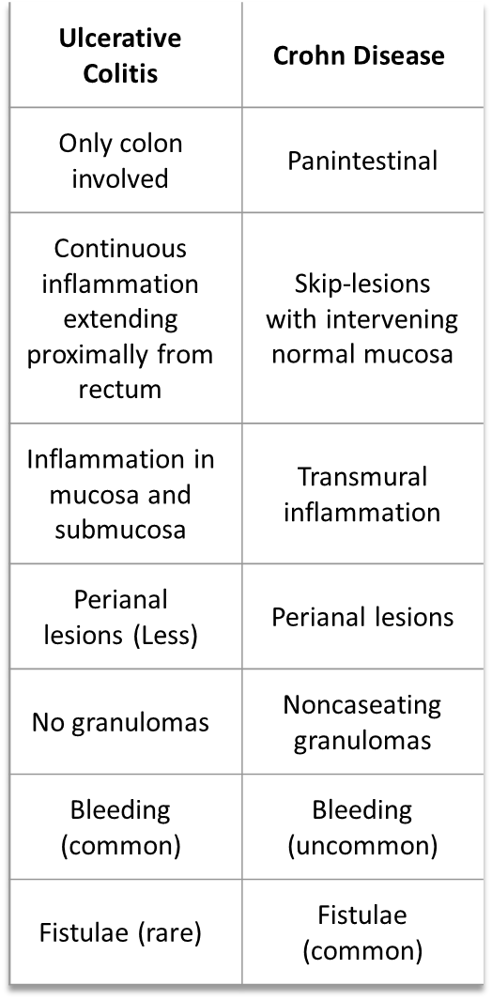 Ulcerative
Colitis
Crohn Disease
Only colon
involved
Panintestinal
Continuous
inflammation
extending
proximally from
rectum
Skip-lesions
with intervening
normal mucosa
Inflammation in
mucosa and
submucosa
Transmural
inflammation
Perianal
lesions (Less)
Perianal lesions
No granulomas
Noncaseating
granulomas
Bleeding
(common)
Bleeding
(uncommon)
Fistulae (rare)
Fistulae
(common)